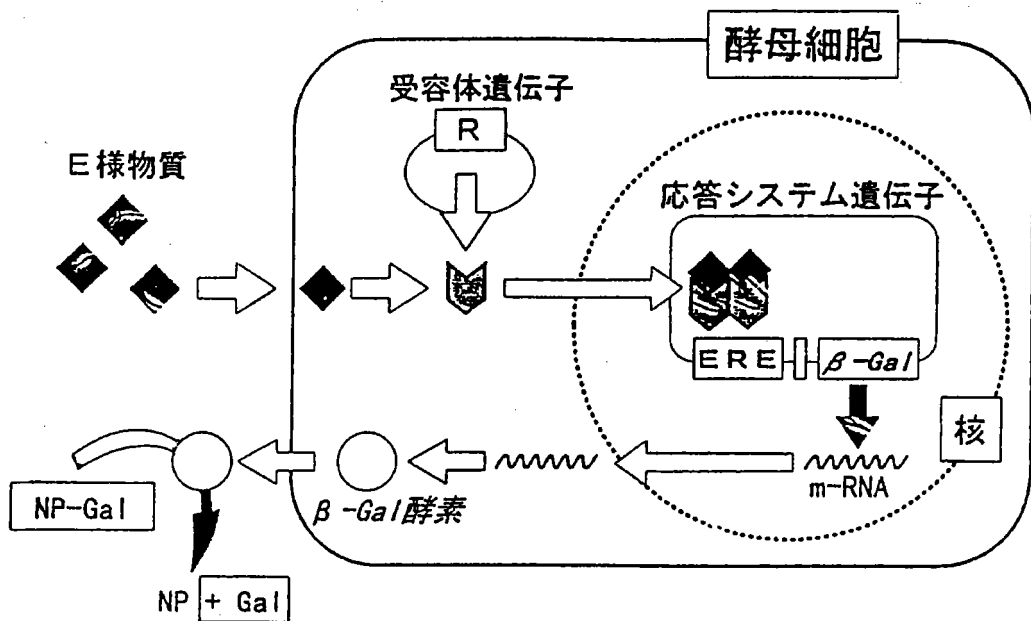 酵母細胞
受容体遺伝子
R
E様物質
応答システム遺伝子
ERE
β-Gal
核
m-RNA
β-Gal酵素
NP-Gal
NP + Gal